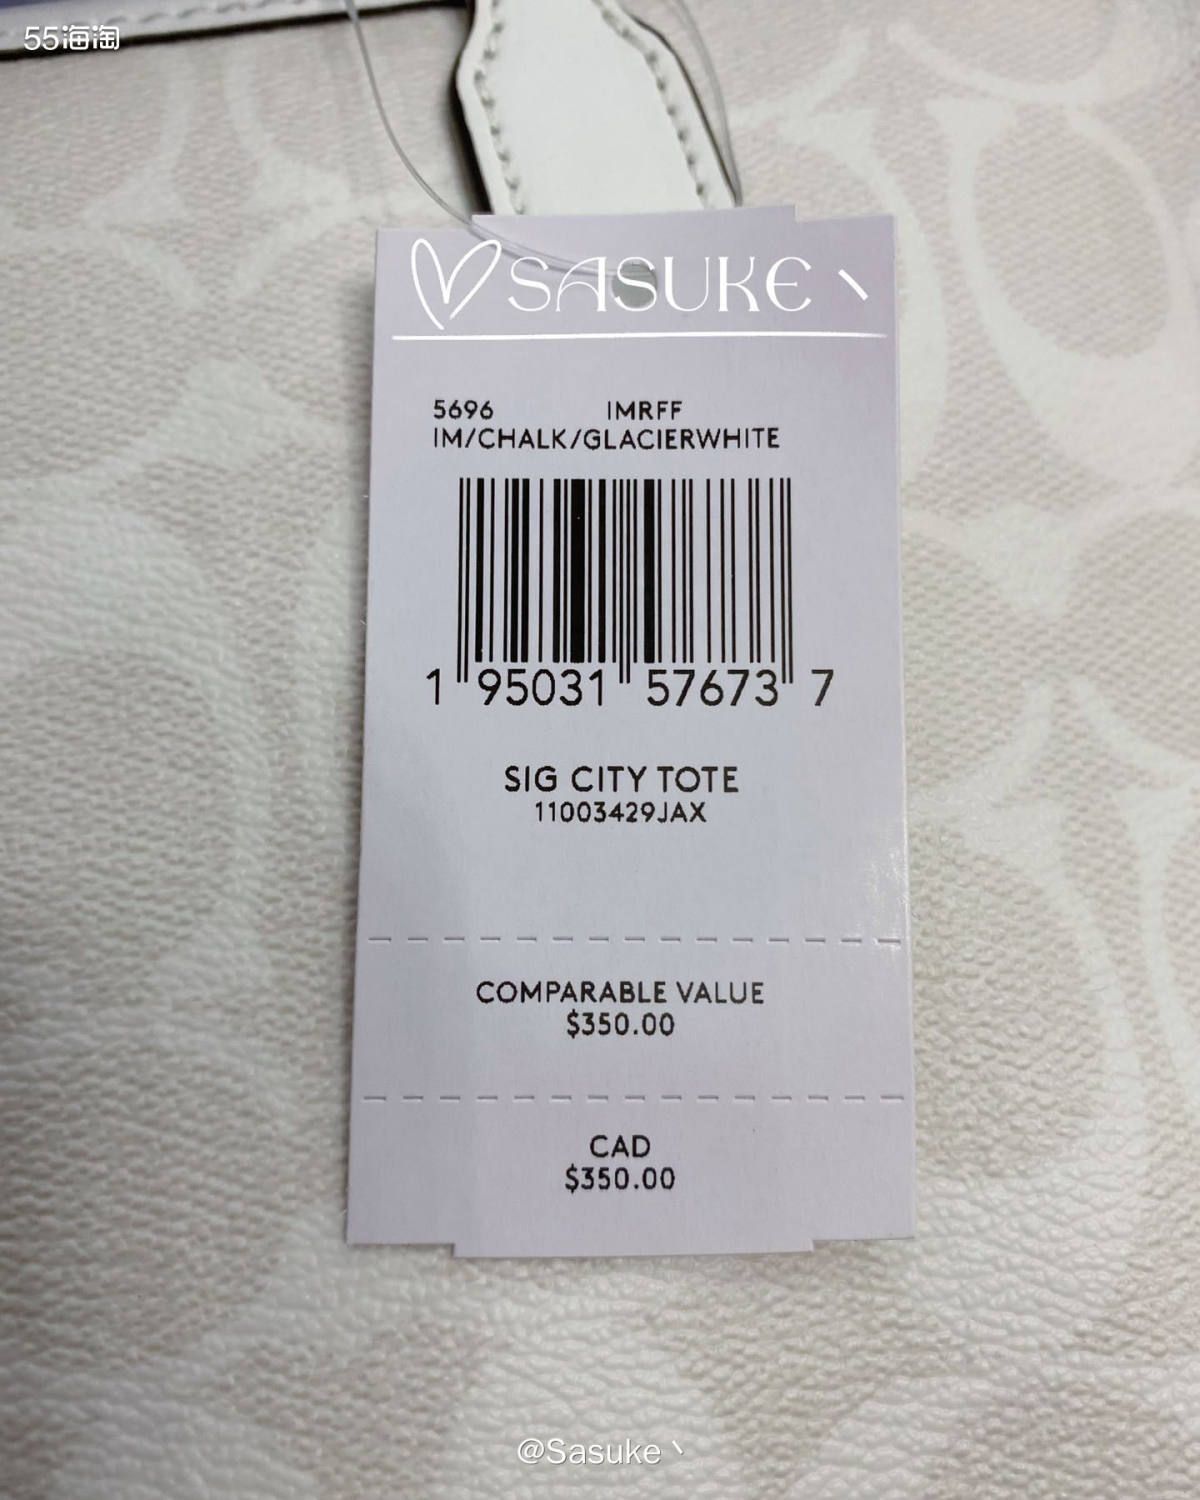 55海淘
SASUKE丶
5696 IMRFF
IM/CHALK/GLACIERWHITE
1 95031 57673 7
SIG CITY TOTE
11003429JAX
COMPARABLE VALUE
$350.00
CAD
$350.00
@Sasuke丶